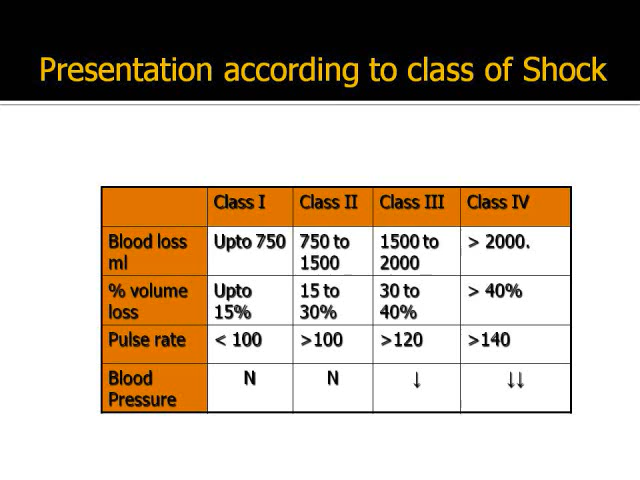 Presentation according to class of Shock
Class I Class II Class III Class IV
Blood loss ml Upto 750 750 to 1500 1500 to 2000 > 2000.
% volume loss Upto 15% 15 to 30% 30 to 40% > 40%
Pulse rate < 100 >100 >120 >140
Blood Pressure N N ↓ ↓↓